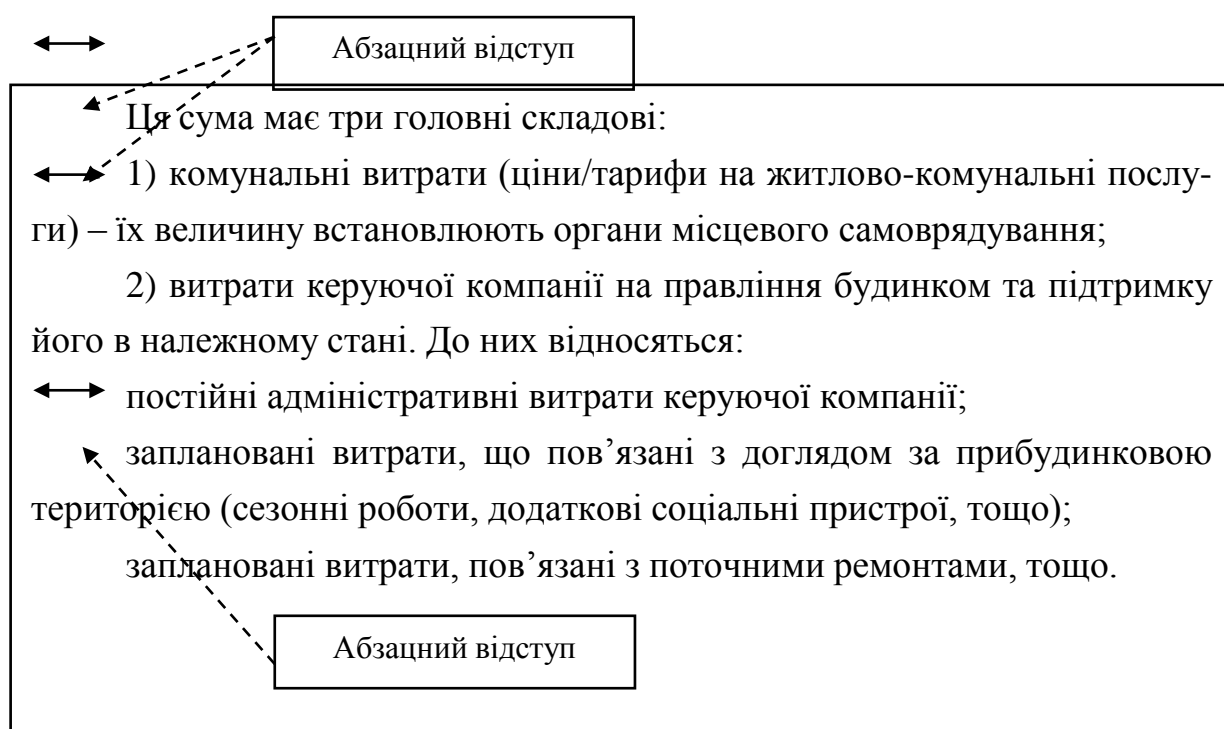 Абзацний відступ
Ця сума має три головні складові:
1) комунальні витрати (ціни/тарифи на житлово-комунальні послу-
ги) – їх величину встановлюють органи місцевого самоврядування;
2) витрати керуючої компанії на правління будинком та підтримку
його в належному стані. До них відносяться:
постійні адміністративні витрати керуючої компанії;
заплановані витрати, що пов’язані з доглядом за прибудинковою
територією (сезонні роботи, додаткові соціальні пристрої, тощо);
заплановані витрати, пов’язані з поточними ремонтами, тощо.
Абзацний відступ